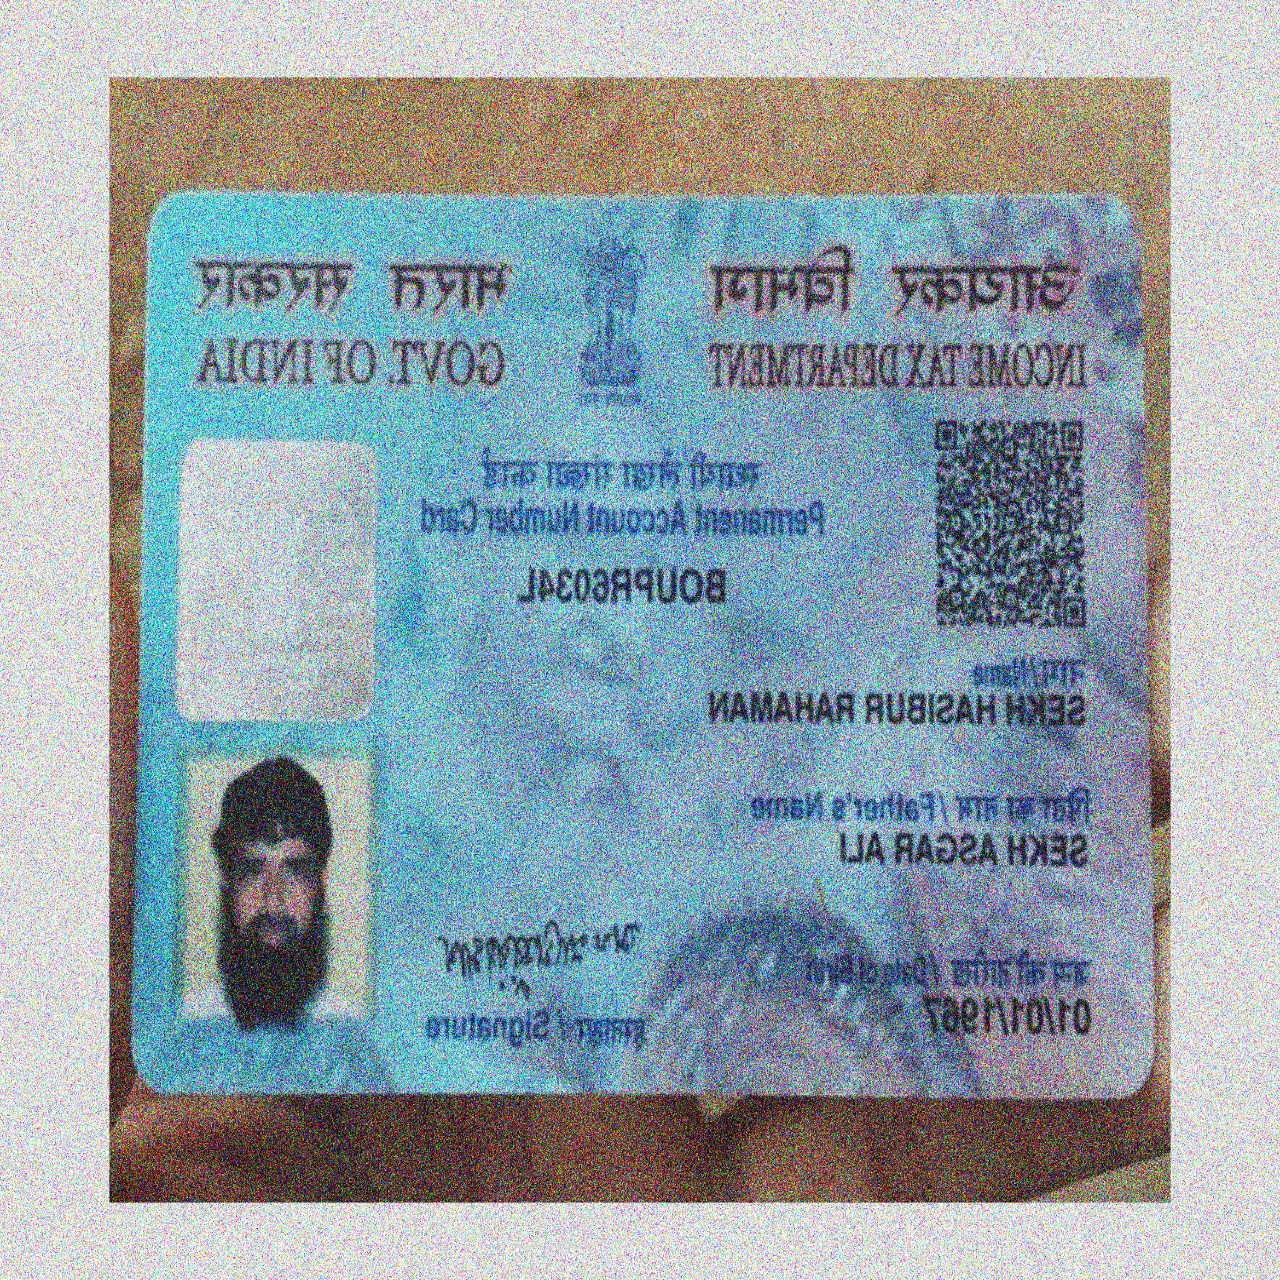 आयकर विभाग
INCOME TAX DEPARTMENT
भारत सरकार
GOVT. OF INDIA
स्थायी लेखा संख्या कार्ड
Permanent Account Number Card
BOUPR6034L
नाम/Name
SEKH HASIBUR RAHAMAN
पिता का नाम /Father's Name
SEKH ASGAR ALI
जन्म की तारीख / Date of Birth
01/01/1967
हस्ताक्षर / Signature